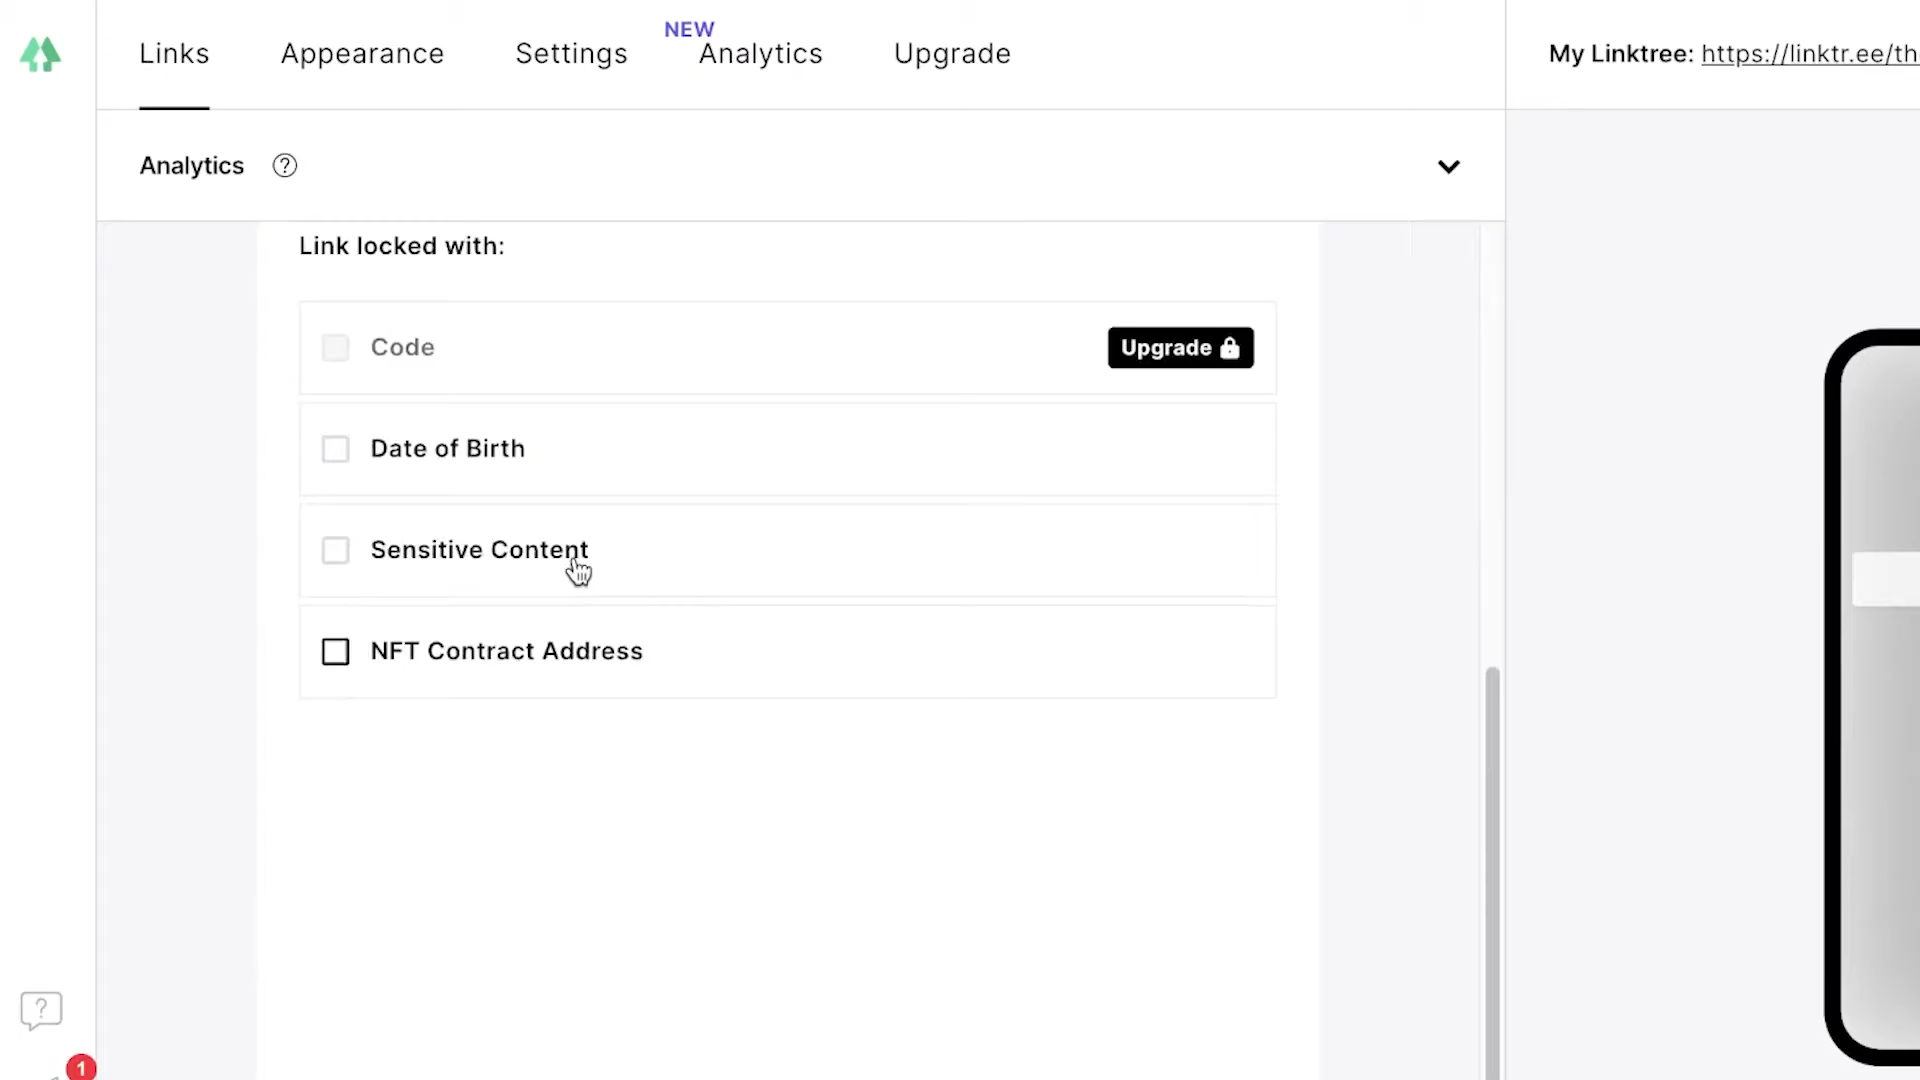 Links
Appearance
Settings
NEW
Analytics
Upgrade
My Linktree: https://linktr.ee/th
Analytics ?
Link locked with:
Code
Upgrade
Date of Birth
Sensitive Content
NFT Contract Address
?
1